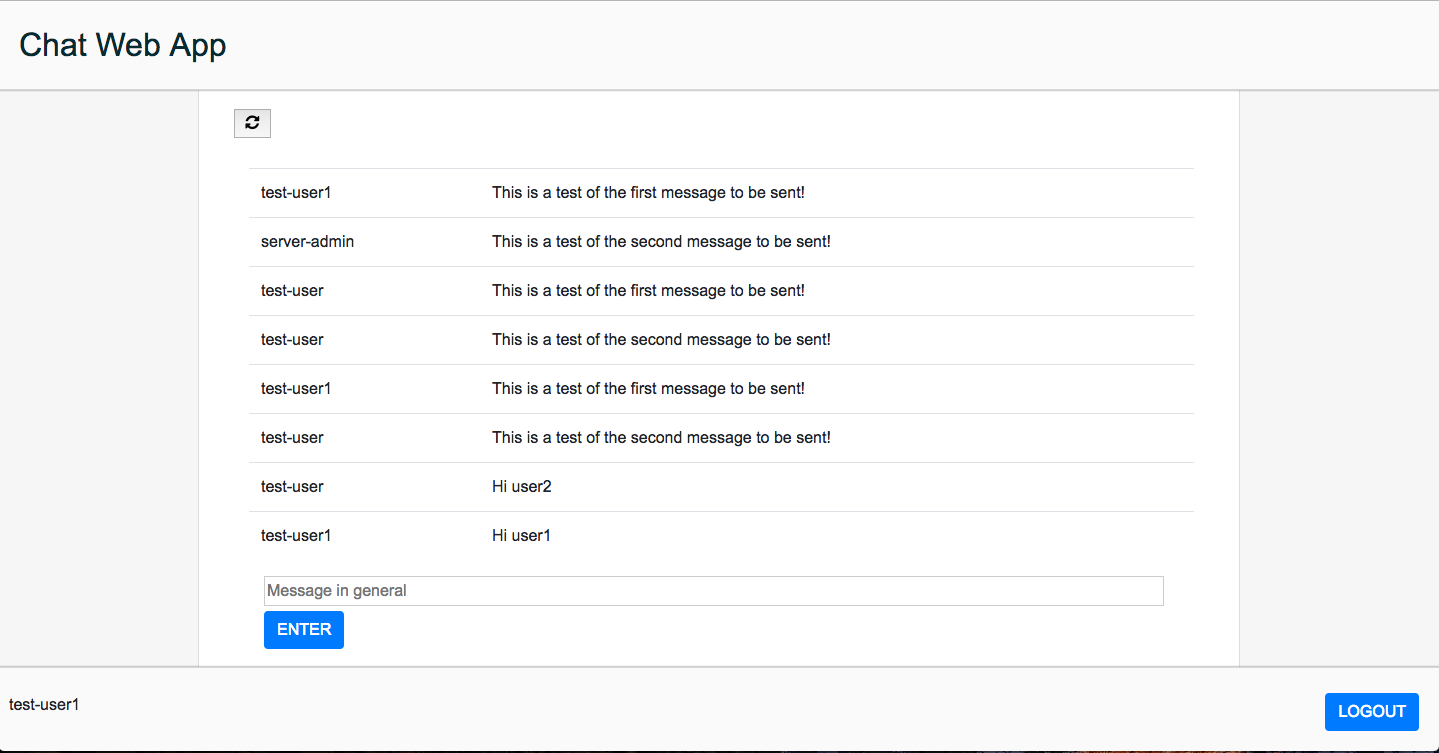 Chat Web App
test-user1 This is a test of the first message to be sent!
server-admin This is a test of the second message to be sent!
test-user This is a test of the first message to be sent!
test-user This is a test of the second message to be sent!
test-user1 This is a test of the first message to be sent!
test-user This is a test of the second message to be sent!
test-user Hi user2
test-user1 Hi user1
Message in general
ENTER
test-user1 LOGOUT